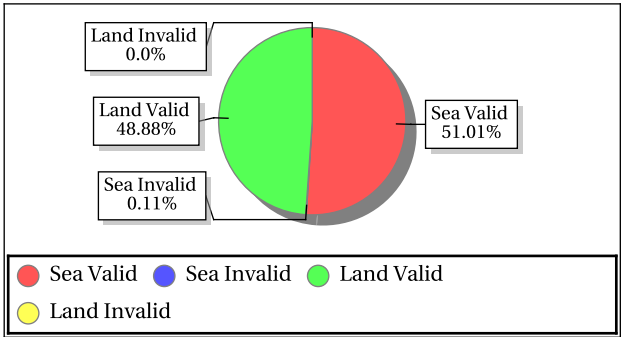 Land Invalid
0.0%
Land Valid
48.88%
Sea Valid
51.01%
Sea Invalid
0.11%
Sea Valid Sea Invalid Land Valid
Land Invalid